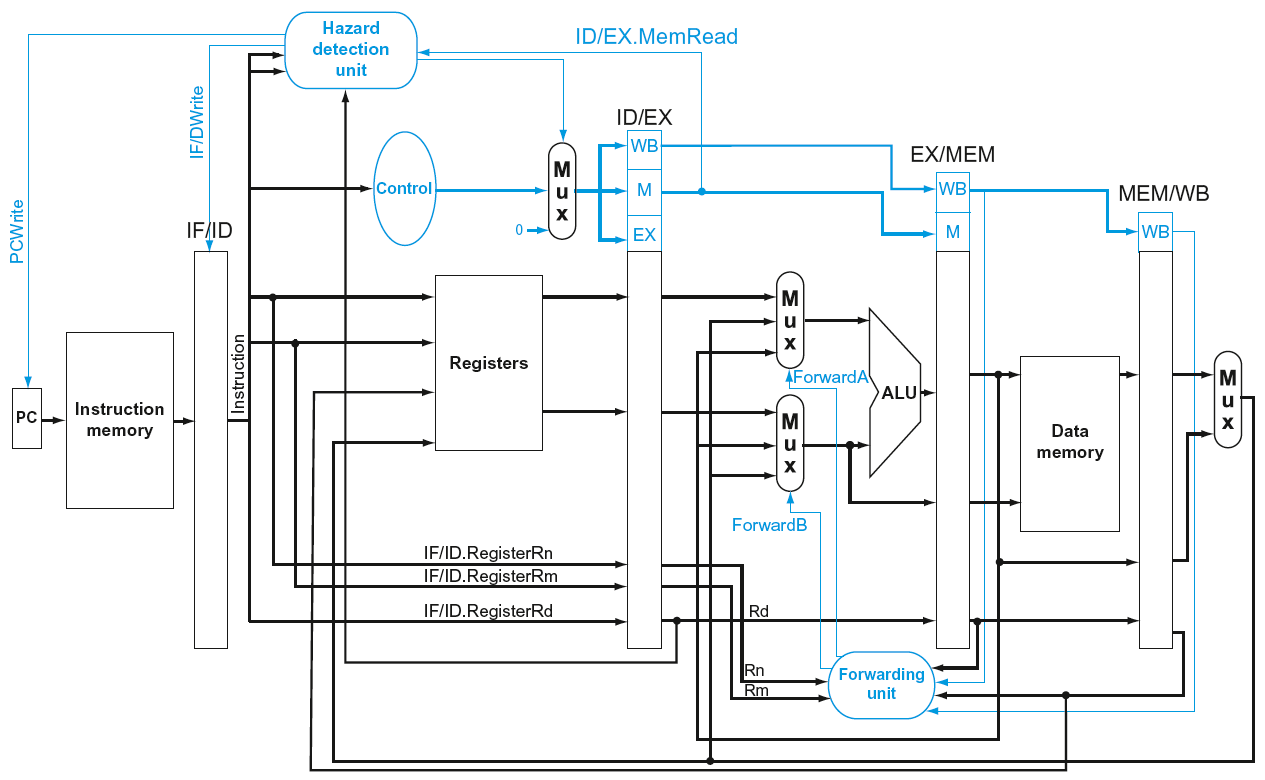 Hazard
detection
unit
ID/EX.MemRead
IF/DWrite
PCWrite
ID/EX
WB
M
EX
Control
0
M
u
x
EX/MEM
WB
M
MEM/WB
WB
IF/ID
PC
Instruction
memory
Instruction
Registers
M
u
x
ForwardA
M
u
x
ForwardB
ALU
Data
memory
M
u
x
IF/ID.RegisterRn
IF/ID.RegisterRm
IF/ID.RegisterRd
Rd
Rn
Rm
Forwarding
unit